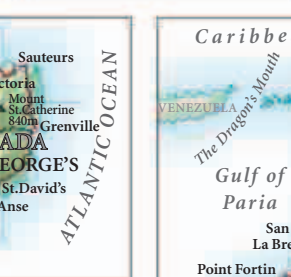 Sauteurs
ctoria
Mount
St.Catherine
840m
Grenville
ADA
EORGE'S
St.David's
Anse
ATLANTIC OCEAN
Caribbe
VENEZUELA
The Dragon's Mouth
Gulf of
Paria
San
La Bre
Point Fortin